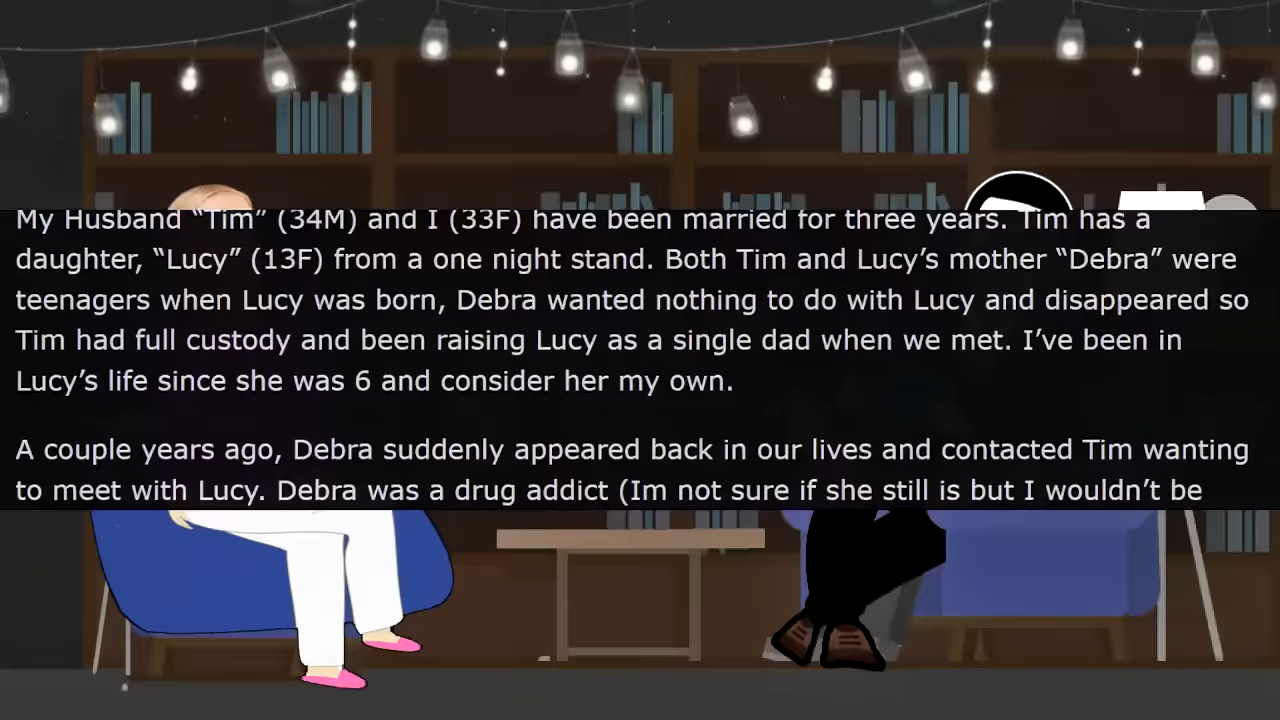 My Husband “Tim” (34M) and I (33F) have been married for three years. Tim has a
daughter, “Lucy” (13F) from a one night stand. Both Tim and Lucy’s mother “Debra” were
teenagers when Lucy was born, Debra wanted nothing to do with Lucy and disappeared so
Tim had full custody and been raising Lucy as a single dad when we met. I’ve been in
Lucy’s life since she was 6 and consider her my own.
A couple years ago, Debra suddenly appeared back in our lives and contacted Tim wanting
to meet with Lucy. Debra was a drug addict (Im not sure if she still is but I wouldn’t be